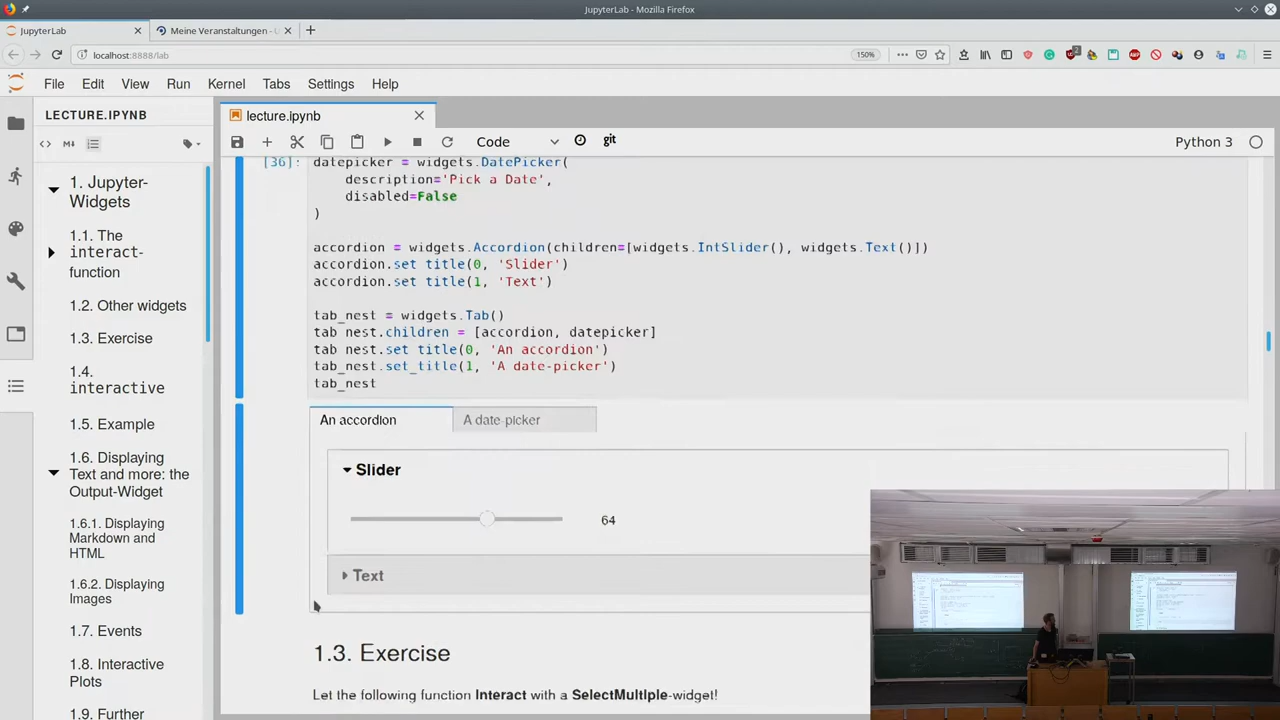 JupyterLab - Mozilla Firefox
JupyterLab
Meine Veranstaltungen - U
localhost:8888/lab
150%
2
File Edit View Run Kernel Tabs Settings Help
LECTURE.IPYNB
lecture.ipynb
Code
git
Python 3
1. Jupyter-
Widgets
1.1. The
interact-
function
1.2. Other widgets
1.3. Exercise
1.4.
interactive
1.5. Example
1.6. Displaying
Text and more: the
Output-Widget
1.6.1. Displaying
Markdown and
HTML
1.6.2. Displaying
Images
1.7. Events
1.8. Interactive
Plots
1.9. Further
[36]:
datepicker = widgets.DatePicker(
description='Pick a Date',
disabled=False
)
accordion = widgets.Accordion(children=[widgets.IntSlider(), widgets.Text()])
accordion.set_title(0, 'Slider')
accordion.set_title(1, 'Text')
tab_nest = widgets.Tab()
tab_nest.children = [accordion, datepicker]
tab_nest.set_title(0, 'An accordion')
tab_nest.set_title(1, 'A date-picker')
tab_nest
An accordion
A date-picker
Slider
64
Text
1.3. Exercise
Let the following function Interact with a SelectMultiple-widget!